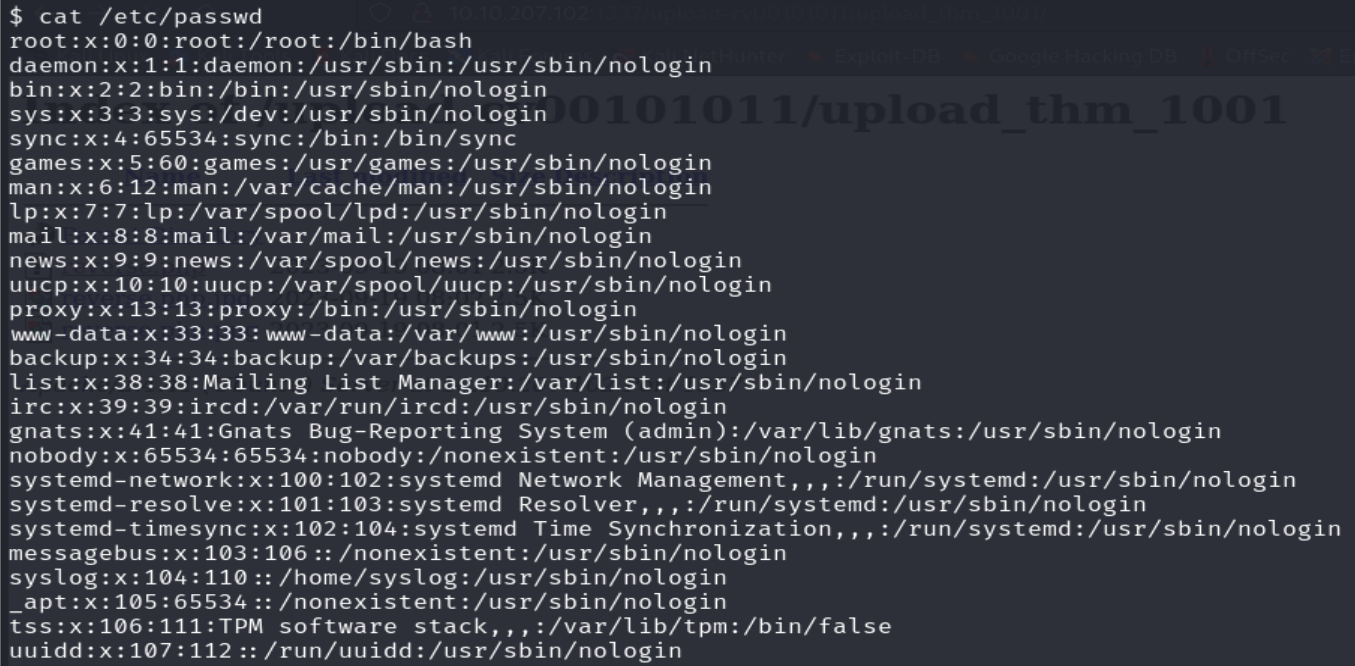 $ cat /etc/passwd
root:x:0:0:root:/root:/bin/bash
daemon:x:1:1:daemon:/usr/sbin:/usr/sbin/nologin
bin:x:2:2:bin:/bin:/usr/sbin/nologin
sys:x:3:3:sys:/dev:/usr/sbin/nologin
sync:x:4:65534:sync:/bin:/bin/sync
games:x:5:60:games:/usr/games:/usr/sbin/nologin
man:x:6:12:man:/var/cache/man:/usr/sbin/nologin
lp:x:7:7:lp:/var/spool/lpd:/usr/sbin/nologin
mail:x:8:8:mail:/var/mail:/usr/sbin/nologin
news:x:9:9:news:/var/spool/news:/usr/sbin/nologin
uucp:x:10:10:uucp:/var/spool/uucp:/usr/sbin/nologin
proxy:x:13:13:proxy:/bin:/usr/sbin/nologin
www-data:x:33:33:www-data:/var/www:/usr/sbin/nologin
backup:x:34:34:backup:/var/backups:/usr/sbin/nologin
list:x:38:38:Mailing List Manager:/var/list:/usr/sbin/nologin
irc:x:39:39:ircd:/var/run/ircd:/usr/sbin/nologin
gnats:x:41:41:Gnats Bug-Reporting System (admin):/var/lib/gnats:/usr/sbin/nologin
nobody:x:65534:65534:nobody:/nonexistent:/usr/sbin/nologin
systemd-network:x:100:102:systemd Network Management,,,:/run/systemd:/usr/sbin/nologin
systemd-resolve:x:101:103:systemd Resolver,,,:/run/systemd:/usr/sbin/nologin
systemd-timesync:x:102:104:systemd Time Synchronization,,,:/run/systemd:/usr/sbin/nologin
messagebus:x:103:106::/nonexistent:/usr/sbin/nologin
syslog:x:104:110::/home/syslog:/usr/sbin/nologin
_apt:x:105:65534::/nonexistent:/usr/sbin/nologin
tss:x:106:111:TPM software stack,,,:/var/lib/tpm:/bin/false
uuidd:x:107:112::/run/uuidd:/usr/sbin/nologin
10.10.207.102
Exploit-DB
Google Hacking DB
OffSec
00101011/upload_thm_1001